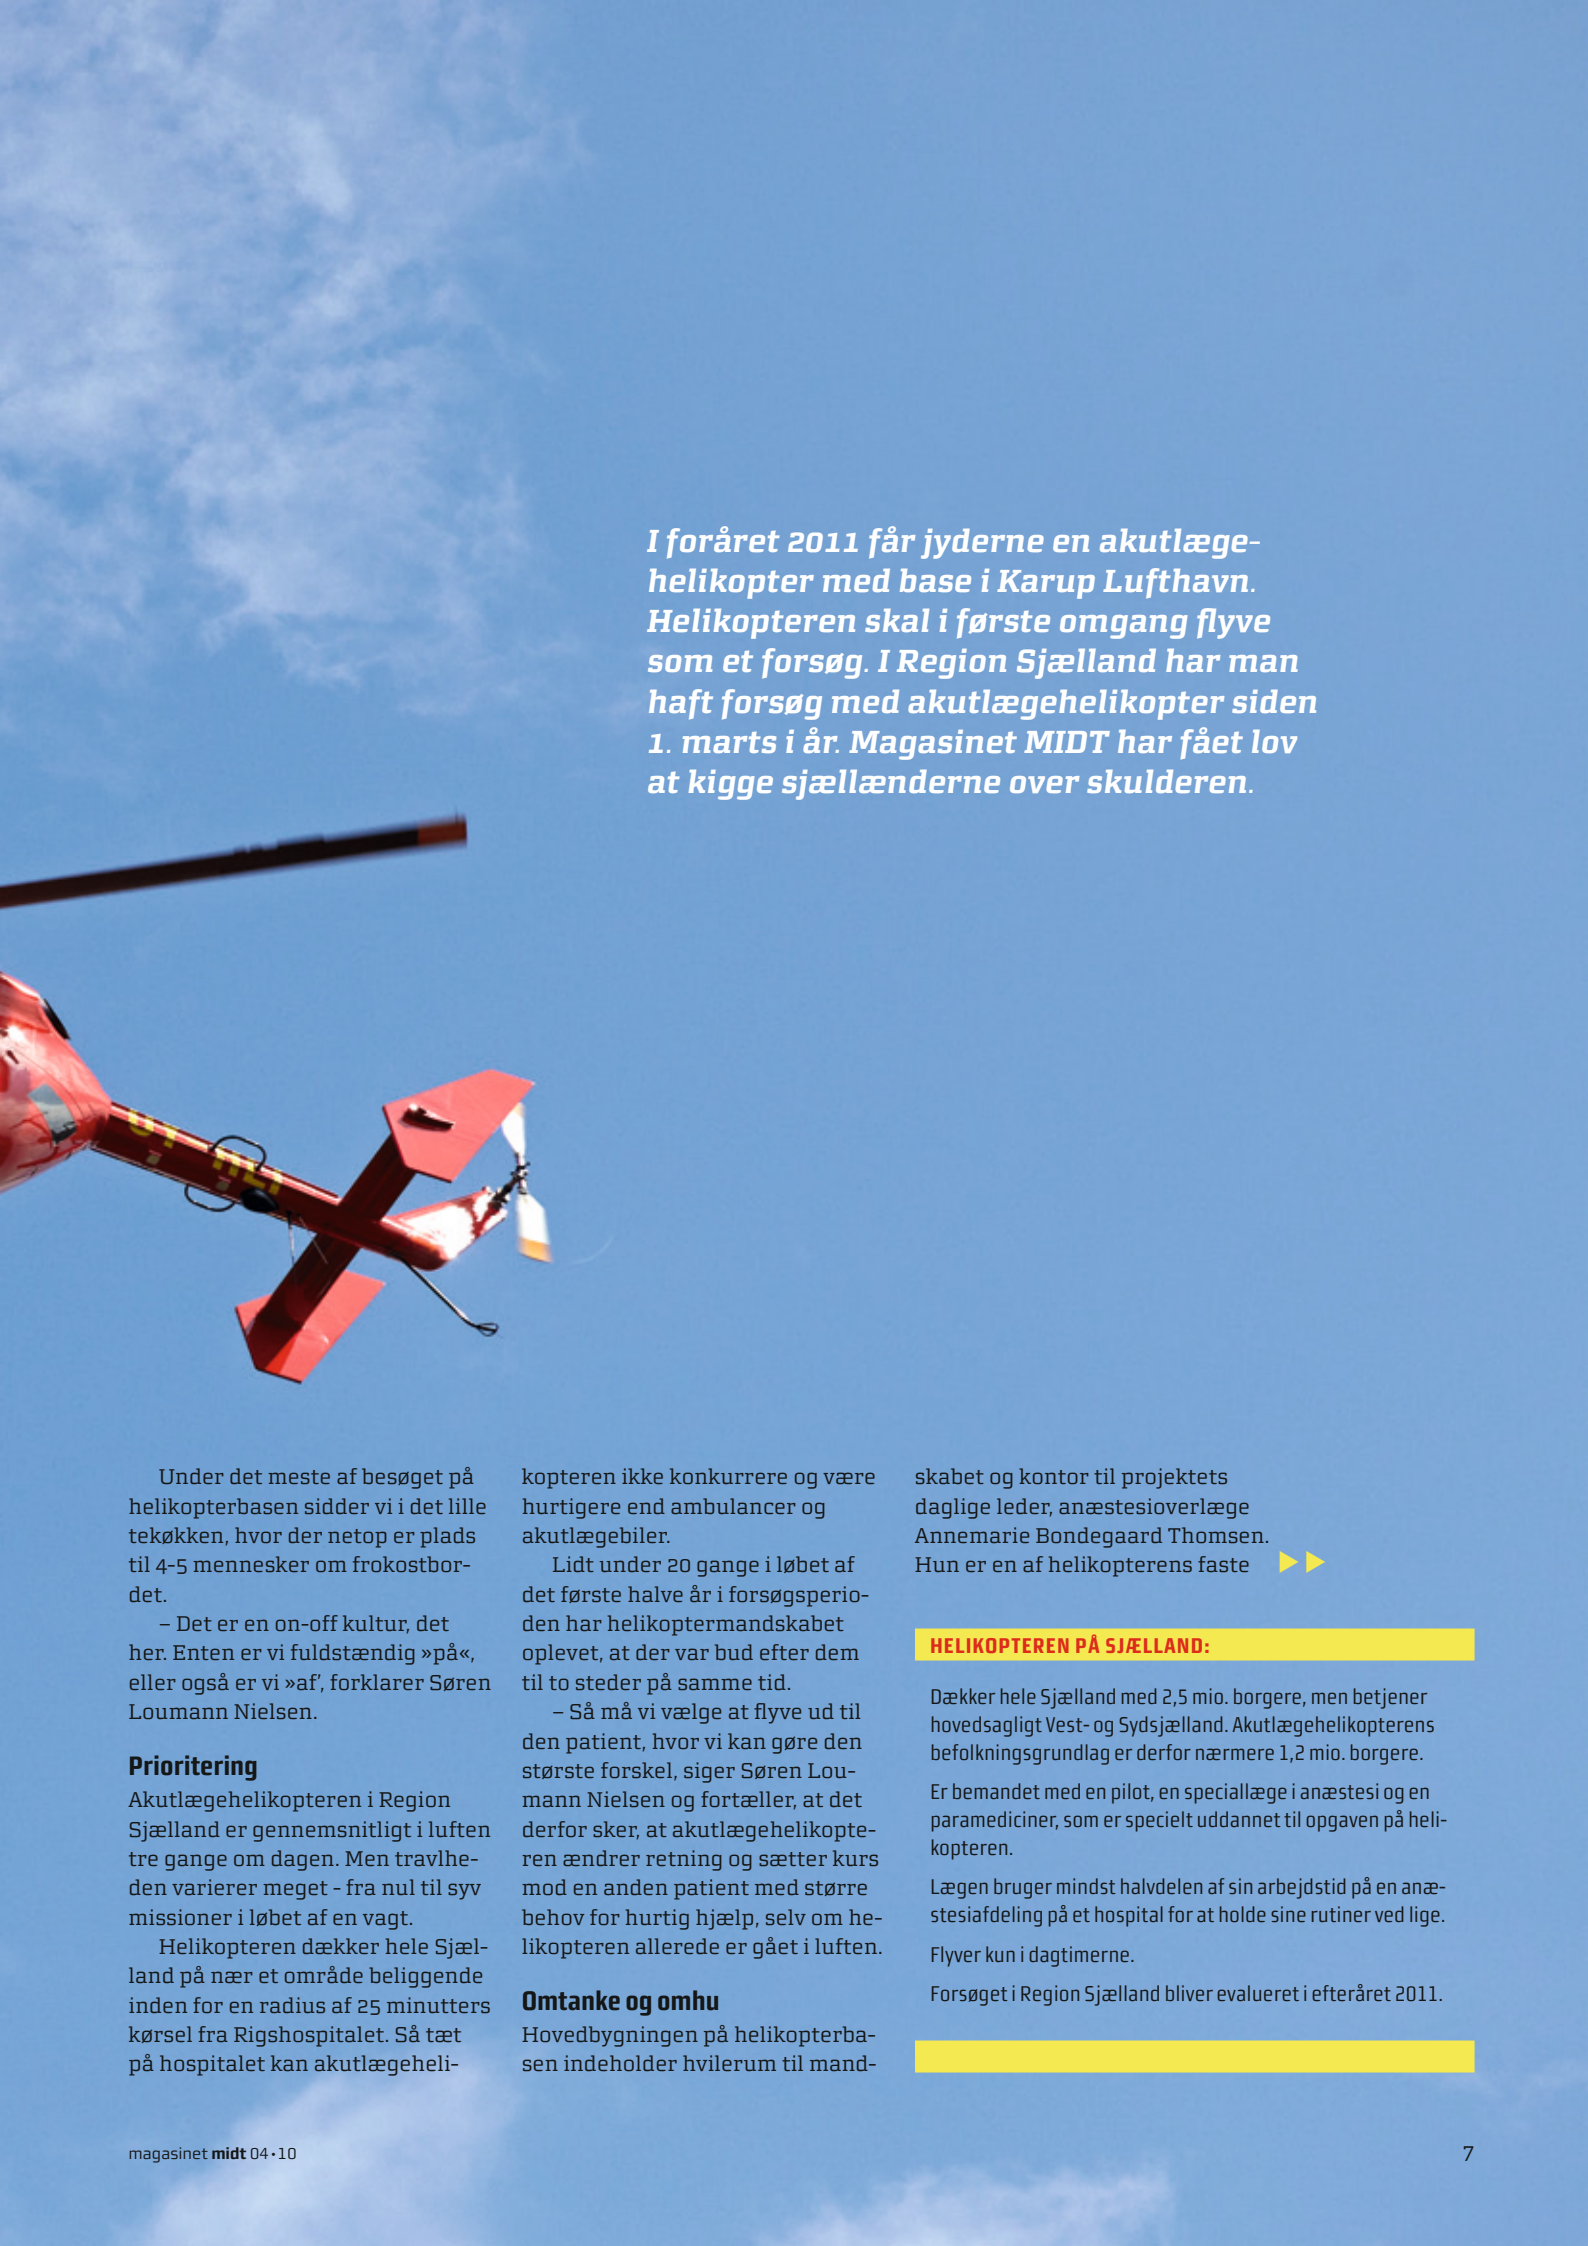 I foråret 2011 får jyderne en akutlæge-
helikopter med base i Karup Lufthavn.
Helikopteren skal i første omgang flyve
som et forsøg. I Region Sjælland har man
haft forsøg med akutlægehelikopter siden
1. marts i år. Magasinet MIDT har fået lov
at kigge sjællænderne over skulderen.
Under det meste af besøget på
helikopterbasen sidder vi i det lille
tekøkken, hvor der netop er plads
til 4-5 mennesker om frokostbor-
det.
– Det er en on-off kultur, det
her. Enten er vi fuldstændig »på«,
eller også er vi »af’, forklarer Søren
Loumann Nielsen.
Prioritering
Akutlægehelikopteren i Region
Sjælland er gennemsnitligt i luften
tre gange om dagen. Men travlhe-
den varierer meget - fra nul til syv
missioner i løbet af en vagt.
Helikopteren dækker hele Sjæl-
land på nær et område beliggende
inden for en radius af 25 minutters
kørsel fra Rigshospitalet. Så tæt
på hospitalet kan akutlægeheli-
kopteren ikke konkurrere og være
hurtigere end ambulancer og
akutlægebiler.
Lidt under 20 gange i løbet af
det første halve år i forsøgsperio-
den har helikoptermandskabet
oplevet, at der var bud efter dem
til to steder på samme tid.
– Så må vi vælge at flyve ud til
den patient, hvor vi kan gøre den
største forskel, siger Søren Lou-
mann Nielsen og fortæller, at det
derfor sker, at akutlægehelikopte-
ren ændrer retning og sætter kurs
mod en anden patient med større
behov for hurtig hjælp, selv om he-
likopteren allerede er gået i luften.
Omtanke og omhu
Hovedbygningen på helikopterba-
sen indeholder hvilerum til mand-
skabet og kontor til projektets
daglige leder, anæstesioverlæge
Annemarie Bondegaard Thomsen.
Hun er en af helikopterens faste
HELIKOPTEREN PÅ SJÆLLAND:
Dækker hele Sjælland med 2,5 mio. borgere, men betjener
hovedsagligt Vest- og Sydsjælland. Akutlægehelikopterens
befolkningsgrundlag er derfor nærmere 1,2 mio. borgere.
Er bemandet med en pilot, en speciallæge i anæstesi og en
paramediciner, som er specielt uddannet til opgaven på heli-
kopteren.
Lægen bruger mindst halvdelen af sin arbejdstid på en anæ-
stesiafdeling på et hospital for at holde sine rutiner ved lige.
Flyver kun i dagtimerne.
Forsøget i Region Sjælland bliver evalueret i efteråret 2011.
magasinet midt 04•10
7